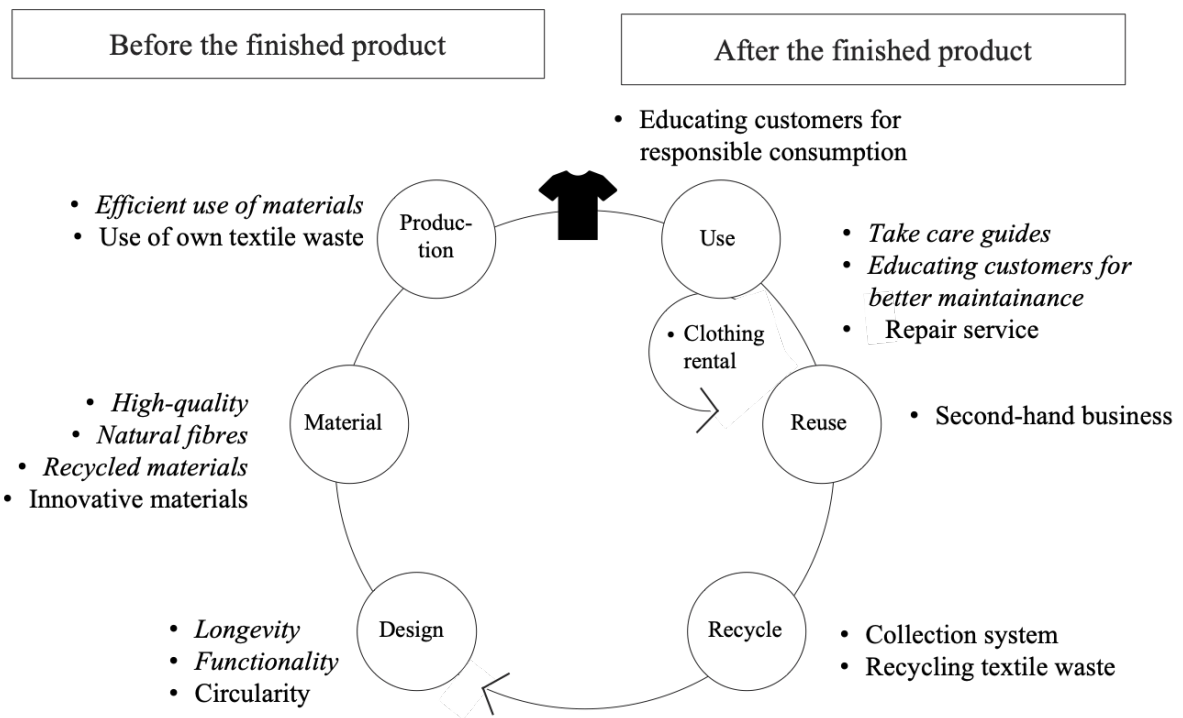 Before the finished product
After the finished product
• Educating customers for
responsible consumption
• Efficient use of materials
• Use of own textile waste
Produc-
tion
Use
• Take care guides
• Educating customers for
better maintainance
• Repair service
• Clothing
rental
• High-quality
• Natural fibres
• Recycled materials
• Innovative materials
Material
Reuse
• Second-hand business
• Longevity
• Functionality
• Circularity
Design
Recycle
• Collection system
• Recycling textile waste